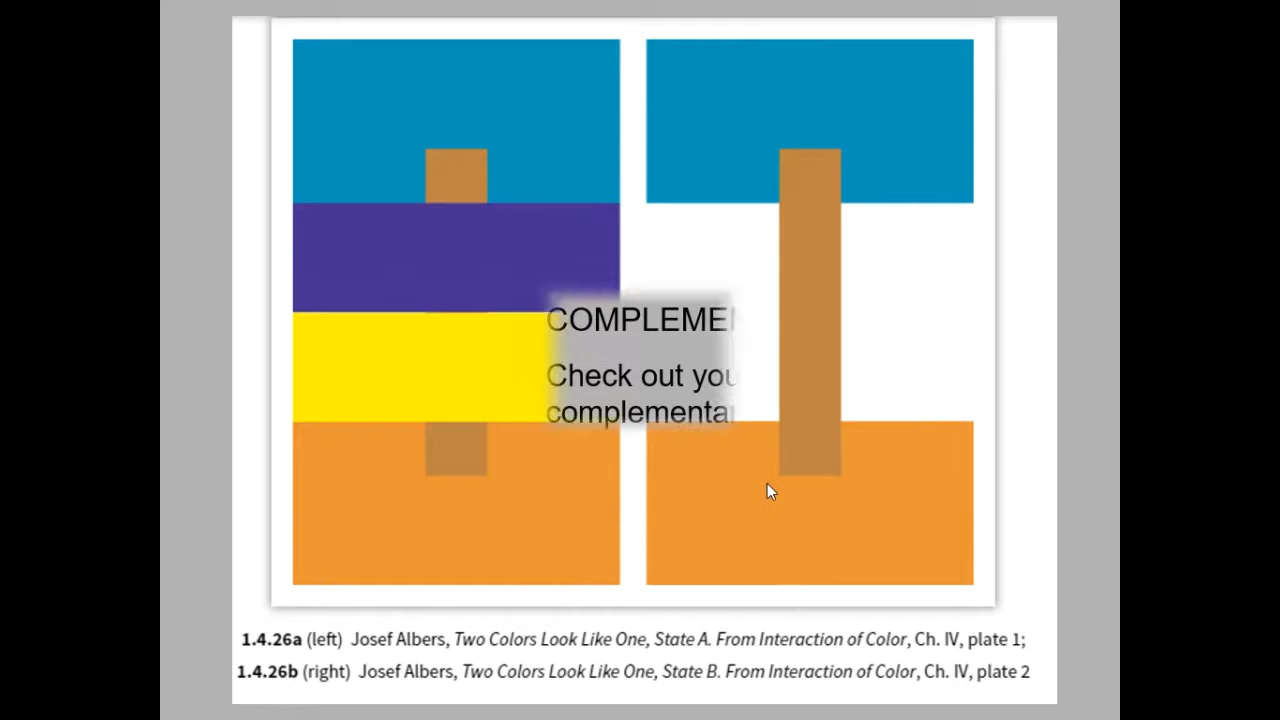 COMPLEME
Check out you
complementa
1.4.26a (left) Josef Albers, Two Colors Look Like One, State A. From Interaction of Color, Ch. IV, plate 1;
1.4.26b (right) Josef Albers, Two Colors Look Like One, State B. From Interaction of Color, Ch. IV, plate 2